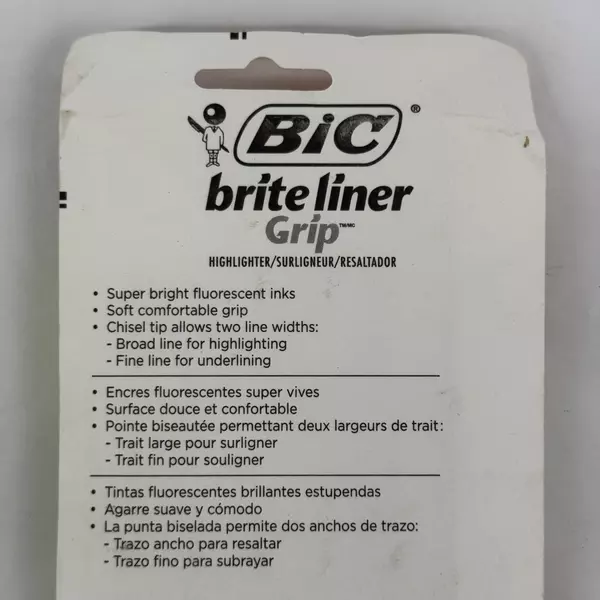 BiC®
brite liner
Grip™/MC
HIGHLIGHTER/SURLIGNEUR/RESALTADOR
• Super bright fluorescent inks
• Soft comfortable grip
• Chisel tip allows two line widths:
- Broad line for highlighting
- Fine line for underlining
• Encres fluorescentes super vives
• Surface douce et confortable
• Pointe biseautée permettant deux largeurs de trait:
- Trait large pour surligner
- Trait fin pour souligner
• Tintas fluorescentes brillantes estupendas
• Agarre suave y cómodo
• La punta biselada permite dos anchos de trazo:
- Trazo ancho para resaltar
- Trazo fino para subrayar